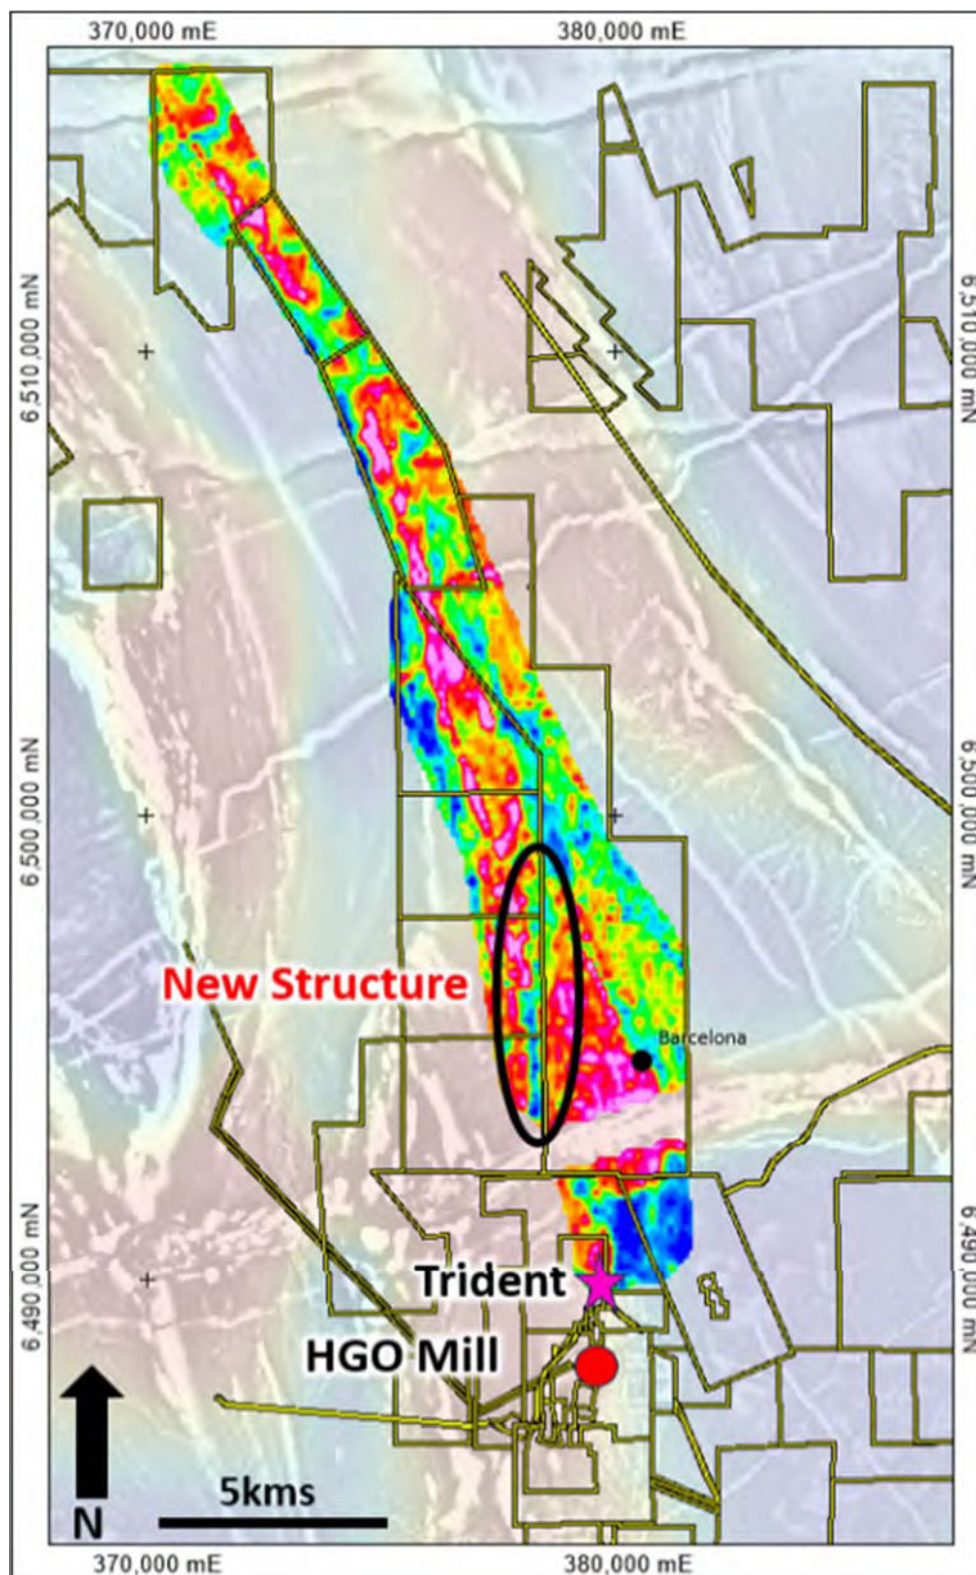 370,000 mE
380,000 mE
6,510,000 mN
6,510,000 mN
6,500,000 mN
6,500,000 mN
New Structure
Barcelona
6,490,000 mN
6,490,000 mN
Trident
HGO Mill
5kms
N
370,000 mE
380,000 mE